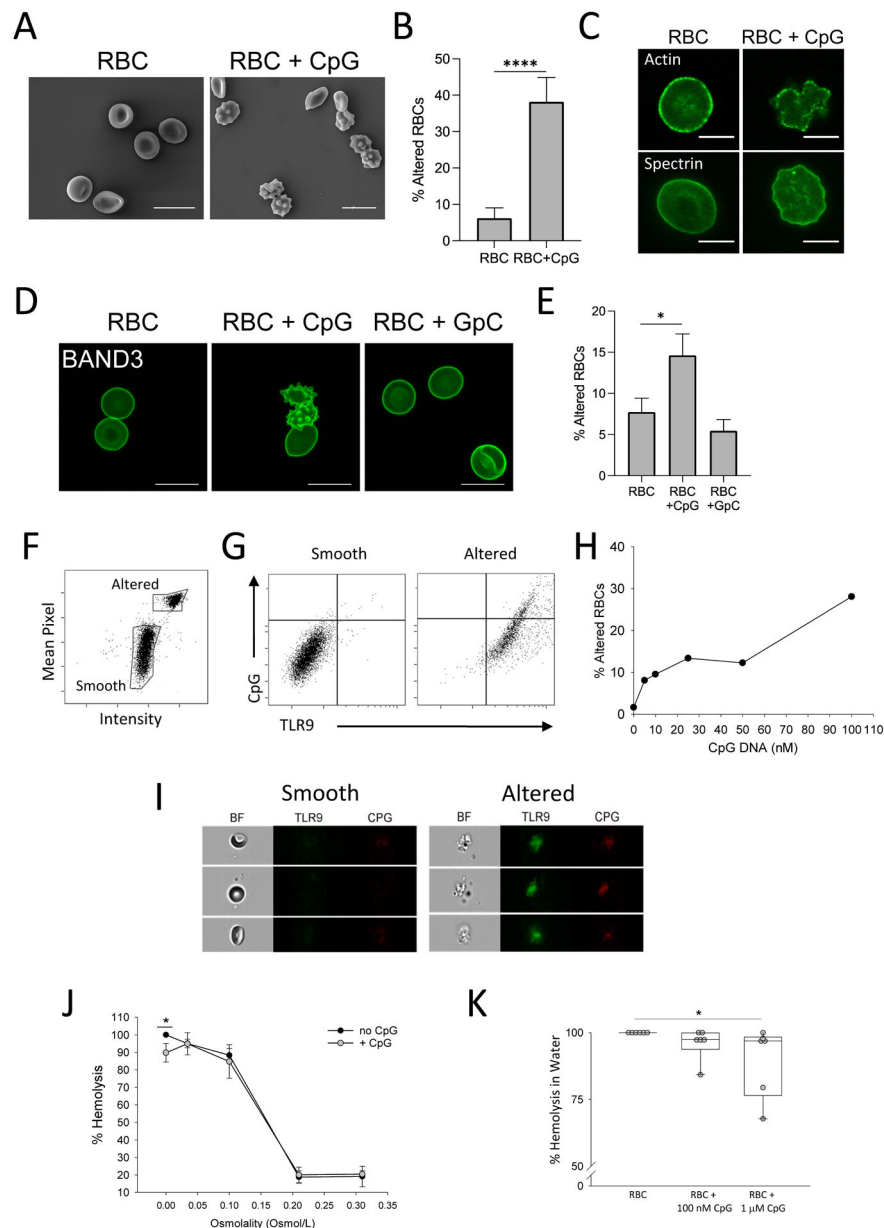 A
RBC
RBC + CpG
B
% Altered RBCs
50
40
30
20
10
0
****
RBC
RBC+CpG
C
RBC
RBC + CpG
Actin
Spectrin
D
RBC
RBC + CpG
RBC + GpC
BAND3
E
% Altered RBCs
20
15
10
5
0
*
RBC
RBC
+CpG
RBC
+GpC
F
Mean Pixel
Altered
Smooth
Intensity
G
Smooth
Altered
CpG
TLR9
H
% Altered RBCs
40
30
20
10
0
0 10 20 30 40 50 60 70 80 90 100 110
CpG DNA (nM)
I
Smooth
Altered
BF TLR9 CPG
BF TLR9 CPG
J
% Hemolysis
110
100
90
80
70
60
50
40
30
20
10
*
no CpG
+ CpG
0.00 0.05 0.10 0.15 0.20 0.25 0.30 0.35
Osmolality (Osmol/L)
K
% Hemolysis in Water
100
50
0
*
RBC
RBC +
100 nM CpG
RBC +
1 μM CpG